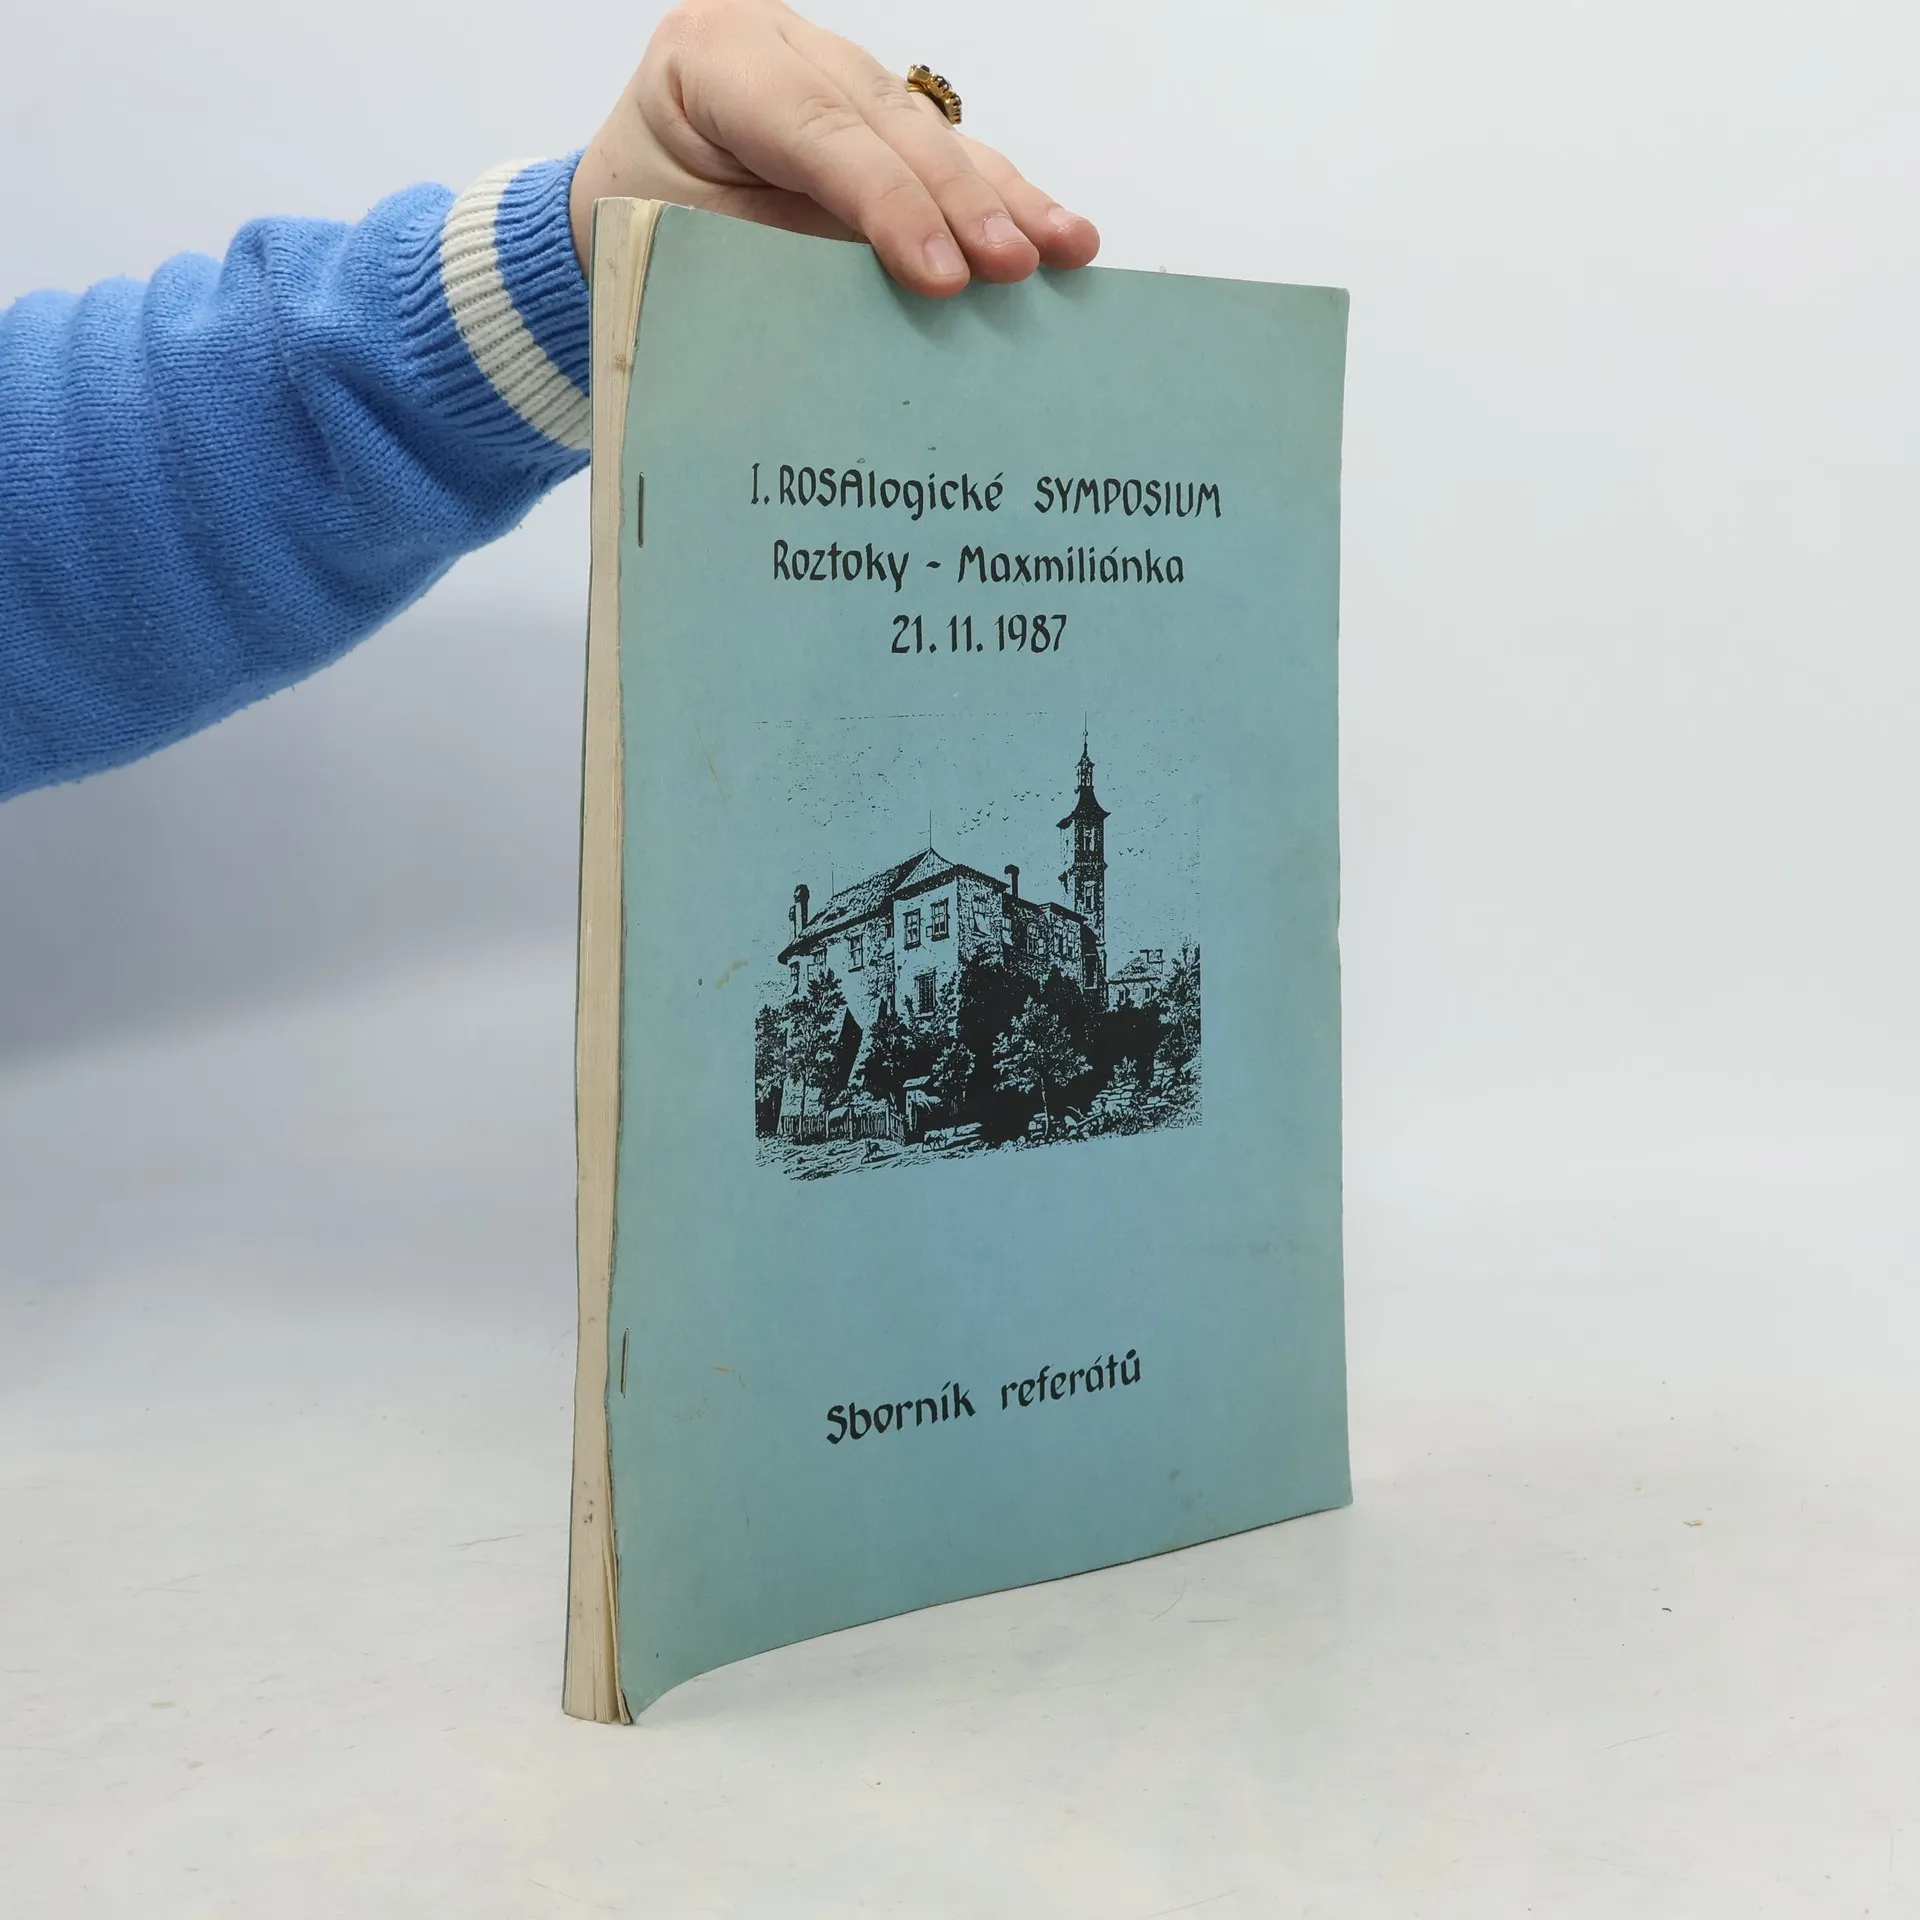 I. ROSAlogické SYMPOSIUM
Roztoky - Maxmiliánka
21. 11. 1987
Sborník referátů